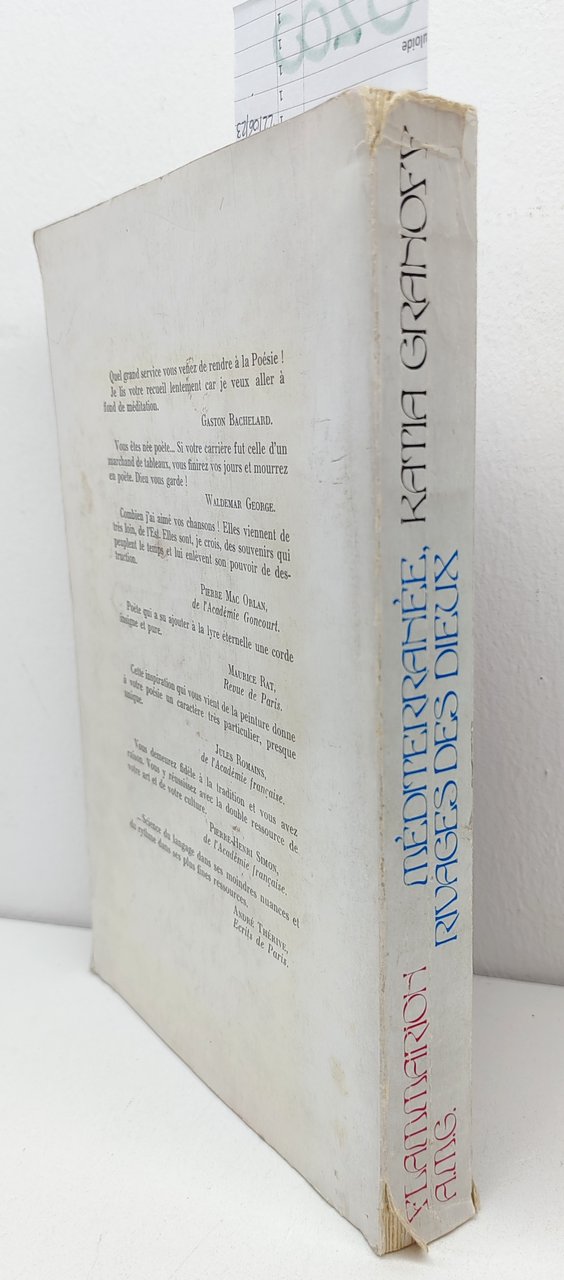 Quel grand service vous venez de rendre à la Poésie !
Je lis votre recueil lentement car je veux aller à
fond de méditation.
GASTON BACHELARD.
Vous êtes née poète... Si votre carrière fut celle d'un
marchand de tableaux, vous finirez vos jours et mourrez
en poète. Dieu vous garde !
WALDEMAR GEORGE.
Combien j'ai aimé vos chansons ! Elles viennent de
très loin, de l'Est. Elles sont, je crois, des souvenirs qui
peuplent le temps et lui enlèvent son pouvoir de des-
truction.
PIERRE MAC ORLAN,
de l'Académie Goncourt.
Poète qui a su ajouter à la lyre éternelle une corde
insigne et pure.
MAURICE RAT,
Revue de Paris.
Cette inspiration qui vous vient de la peinture donne
à votre poésie un caractère très particulier, presque
unique.
JULES ROMAINS,
de l'Académie française.
Vous demeurez fidèle à la tradition et vous avez
raison. Vous y réussissez avec la double ressource de
votre art et de votre culture.
PIERRE-HENRI SIMON,
de l'Académie française.
...Science du langage dans ses moindres nuances et
du rythme dans ses plus fines ressources.
ANDRÉ THÉRIVE,
Ecrits de Paris.
KATIA GRANOFF
MÉDITERRANÉE,
RIVAGES DES DIEUX
FLAMMARION
A.M.G.
22/06/23